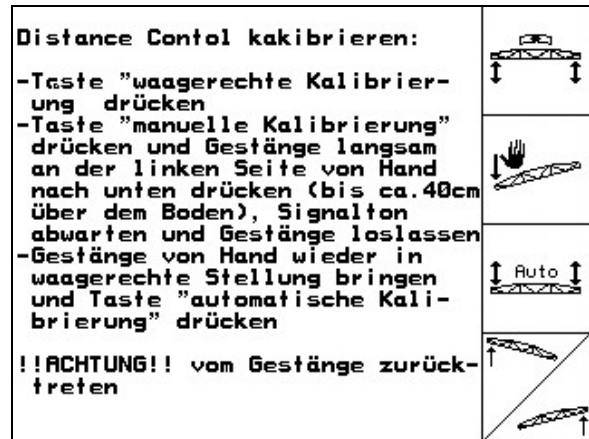 Distance Contol kakibrieren:
-Taste "waagerechte Kalibrier-
ung drücken
-Taste "manuelle Kalibrierung"
drücken und Gestänge langsam
an der linken Seite von Hand
nach unten drücken (bis ca.40cm
über dem Boden), Signalton
abwarten und Gestänge loslassen
-Gestänge von Hand wieder in
waagerechte Stellung bringen
und Taste "automatische Kali-
brierung" drücken
!!ACHTUNG!! vom Gestänge zurück-
treten
Auto